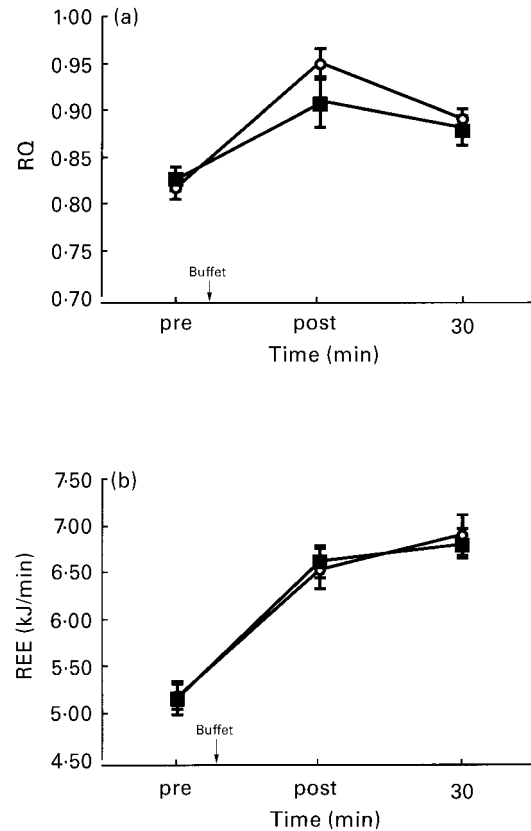 (a)
1·00
0·95
0·90
0·85
0·80
0·75
0·70
RQ
Buffet
pre post 30
Time (min)
(b)
7·50
7·00
6·50
6·00
5·50
5·00
4·50
REE (kJ/min)
Buffet
pre post 30
Time (min)